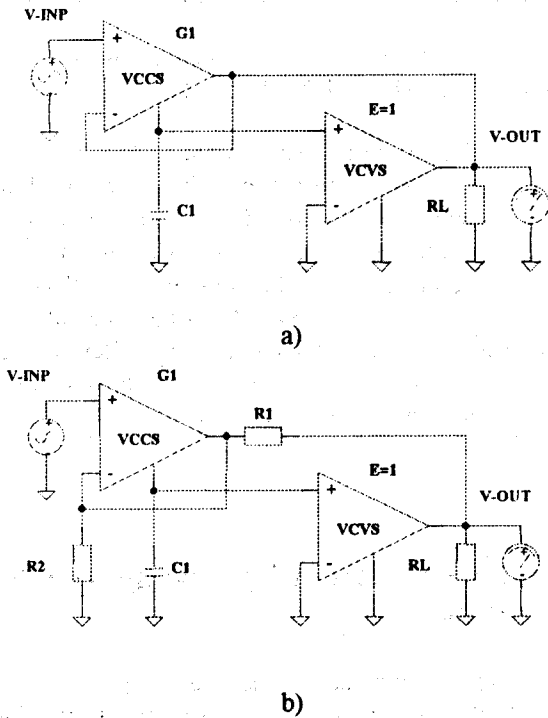 V-INP
G1
+
VCCS
-
E=1
+
V-OUT
VCVS
C1
-
RL
a)
V-INP
G1
+
R1
VCCS
-
E=1
+
V-OUT
VCVS
R2
C1
-
RL
b)